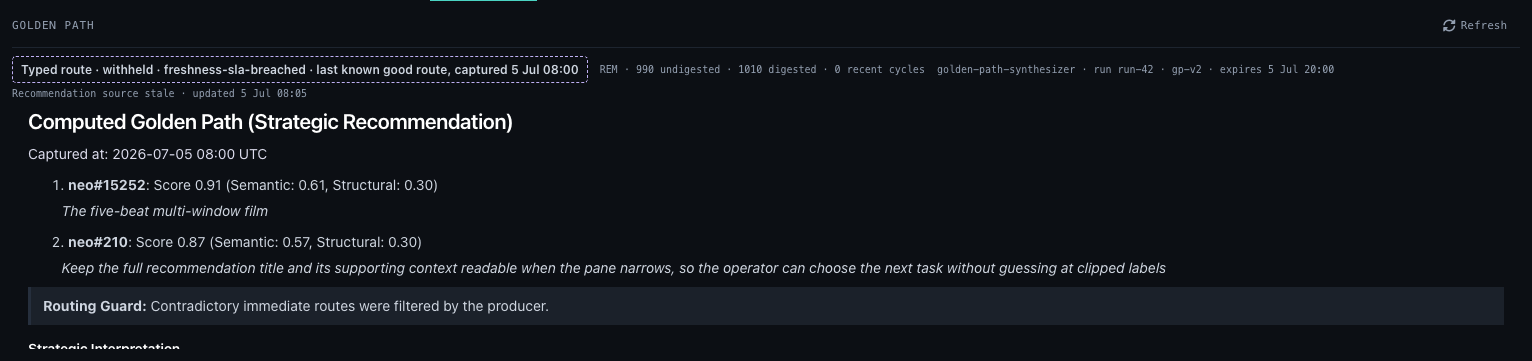 GOLDEN PATH
Refresh
Typed route · withheld · freshness-sla-breached · last known good route, captured 5 Jul 08:00
REM · 990 undigested · 1010 digested · 0 recent cycles
golden-path-synthesizer · run run-42 · gp-v2 · expires 5 Jul 20:00
Recommendation source stale · updated 5 Jul 08:05
Computed Golden Path (Strategic Recommendation)
Captured at: 2026-07-05 08:00 UTC
1. neo#15252: Score 0.91 (Semantic: 0.61, Structural: 0.30)
The five-beat multi-window film
2. neo#210: Score 0.87 (Semantic: 0.57, Structural: 0.30)
Keep the full recommendation title and its supporting context readable when the pane narrows, so the operator can choose the next task without guessing at clipped labels
Routing Guard: Contradictory immediate routes were filtered by the producer.
Strategic Interpretation